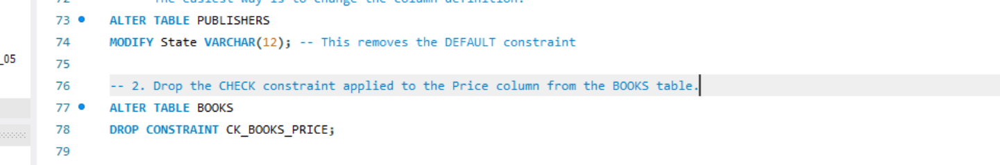 72 -- The easiest way is to change the column definition.
73 ALTER TABLE PUBLISHERS
74 MODIFY State VARCHAR(12); -- This removes the DEFAULT constraint
_05
75
76 -- 2. Drop the CHECK constraint applied to the Price column from the BOOKS table.
77 ALTER TABLE BOOKS
78 DROP CONSTRAINT CK_BOOKS_PRICE;
79